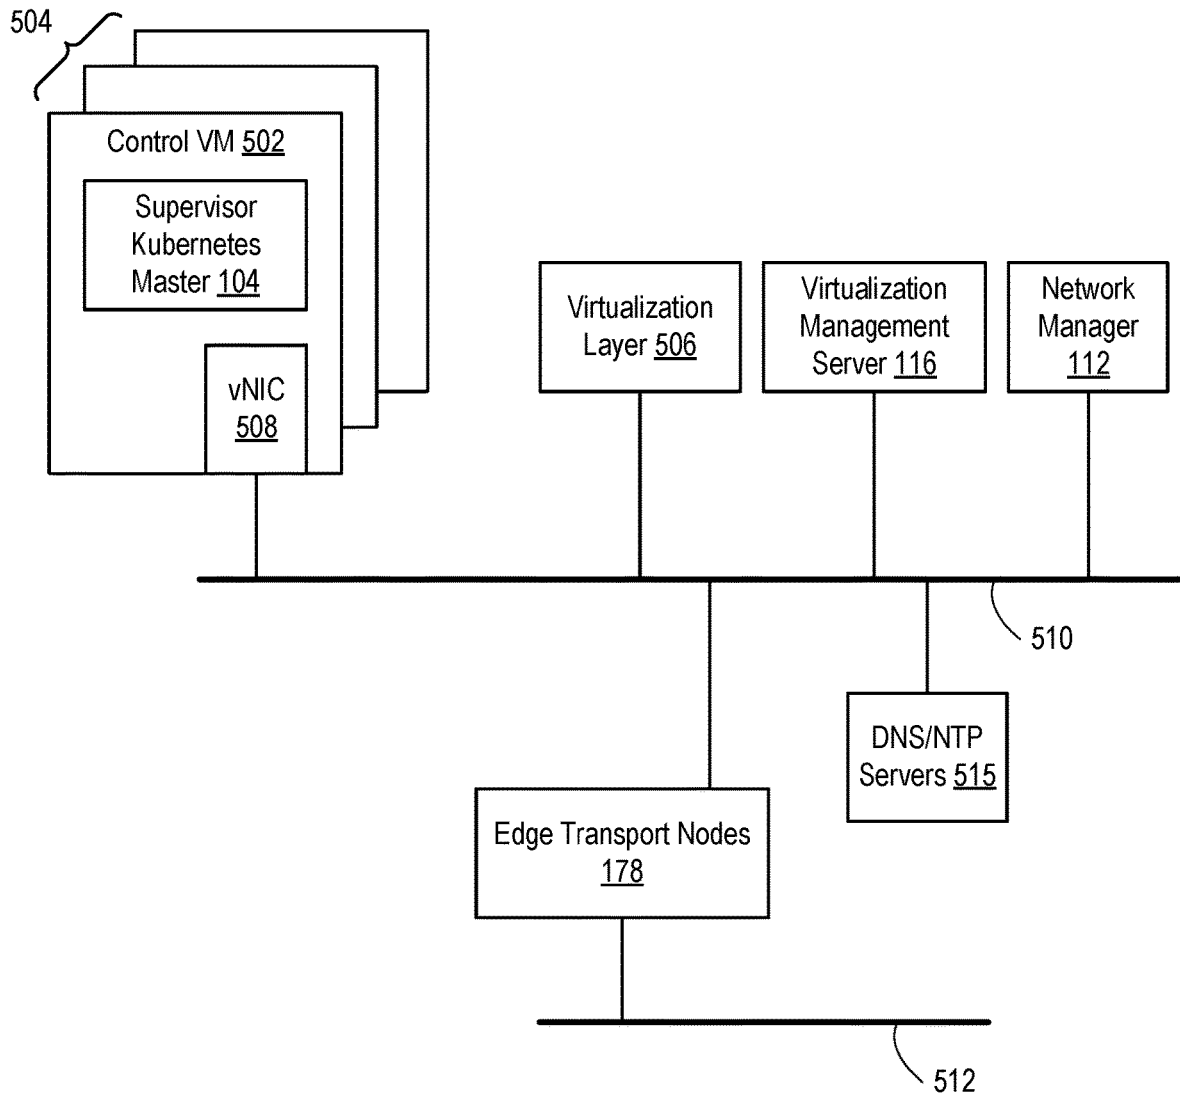 504
Control VM 502
Supervisor
Kubernetes
Master 104
vNIC
508
Virtualization
Layer 506
Virtualization
Management
Server 116
Network
Manager
112
510
DNS/NTP
Servers 515
Edge Transport Nodes
178
512